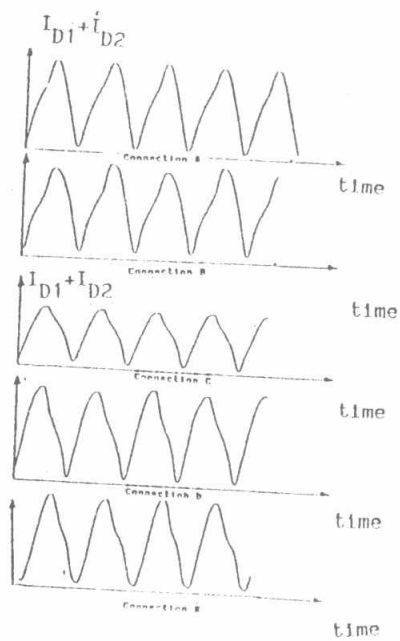 I_D1+I_D2
Connection A
time
Connection B
I_D1+I_D2
time
Connection C
time
Connection D
time
Connection E
time